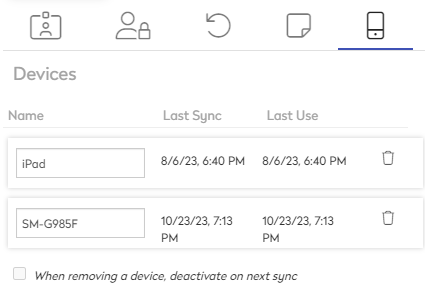 Devices
Name Last Sync Last Use
iPad 8/6/23, 6:40 PM 8/6/23, 6:40 PM
SM-G985F 10/23/23, 7:13 PM 10/23/23, 7:13 PM
When removing a device, deactivate on next sync